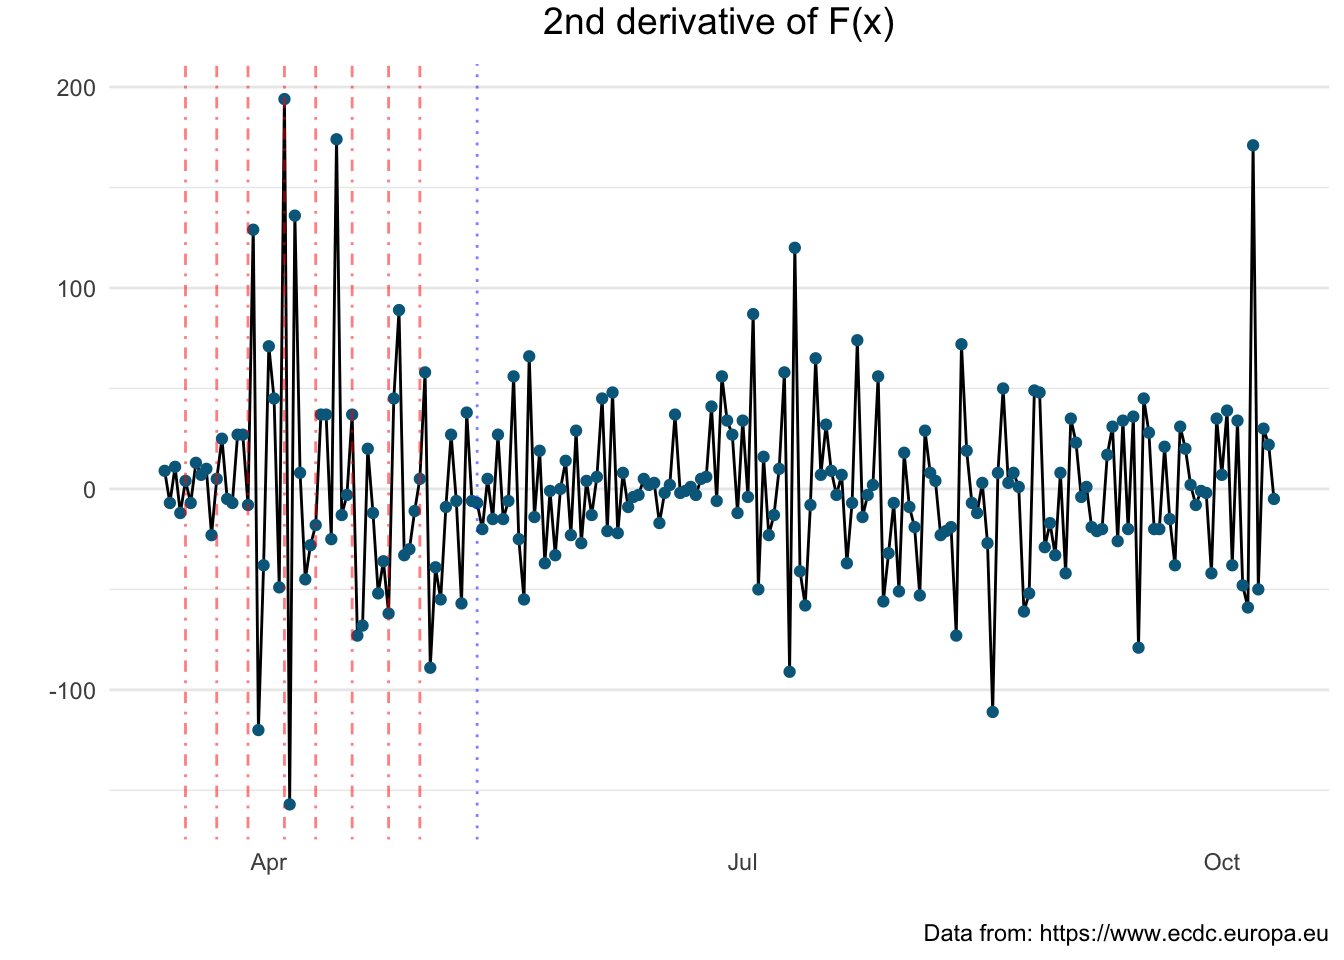 2nd derivative of F(x)
200
100
0
-100
Apr
Jul
Oct
Data from: https://www.ecdc.europa.eu